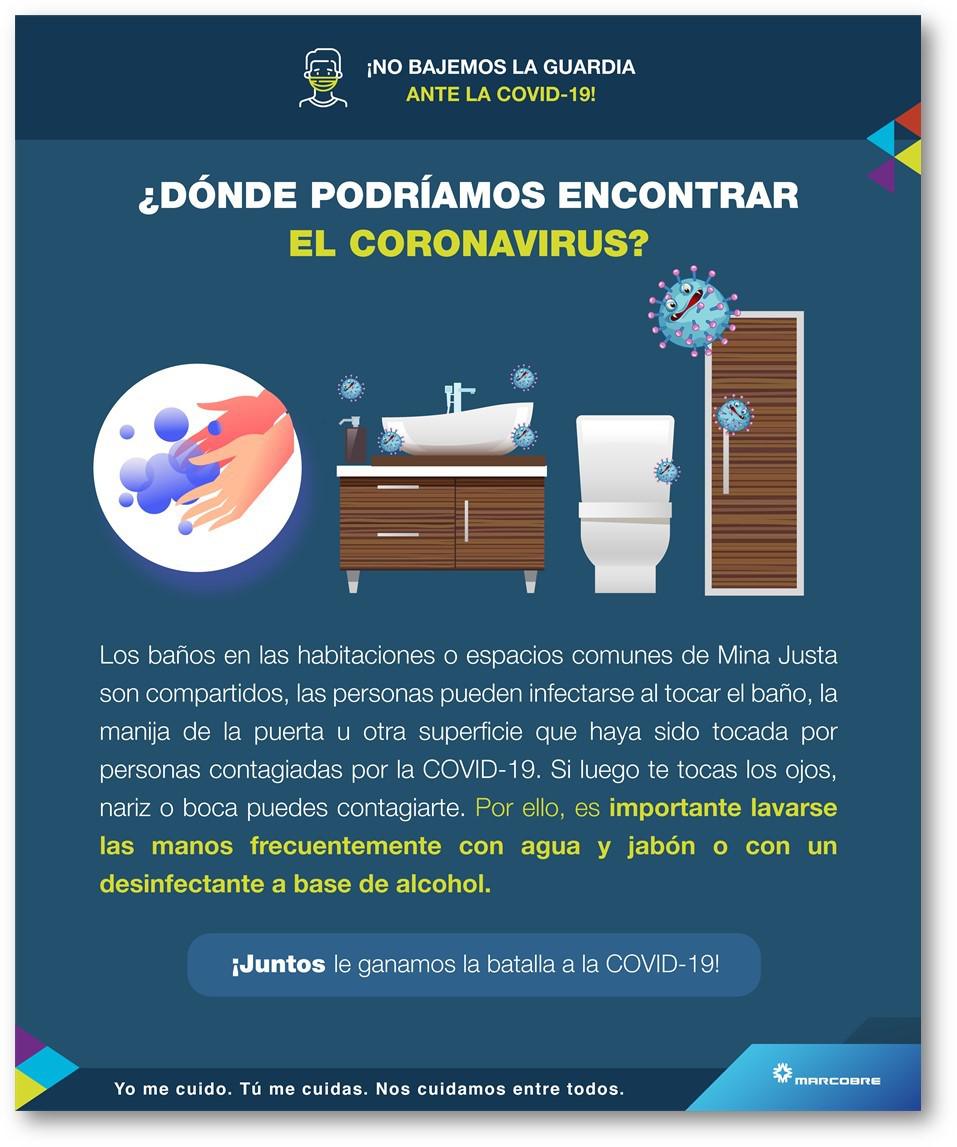 ¡NO BAJEMOS LA GUARDIA
ANTE LA COVID-19!
¿DÓNDE PODRÍAMOS ENCONTRAR
EL CORONAVIRUS?
Los baños en las habitaciones o espacios comunes de Mina Justa
son compartidos, las personas pueden infectarse al tocar el baño, la
manija de la puerta u otra superficie que haya sido tocada por
personas contagiadas por la COVID-19. Si luego te tocas los ojos,
nariz o boca puedes contagiarte. Por ello, es importante lavarse
las manos frecuentemente con agua y jabón o con un
desinfectante a base de alcohol.
¡Juntos le ganamos la batalla a la COVID-19!
Yo me cuido. Tú me cuidas. Nos cuidamos entre todos.
MARCOBRE